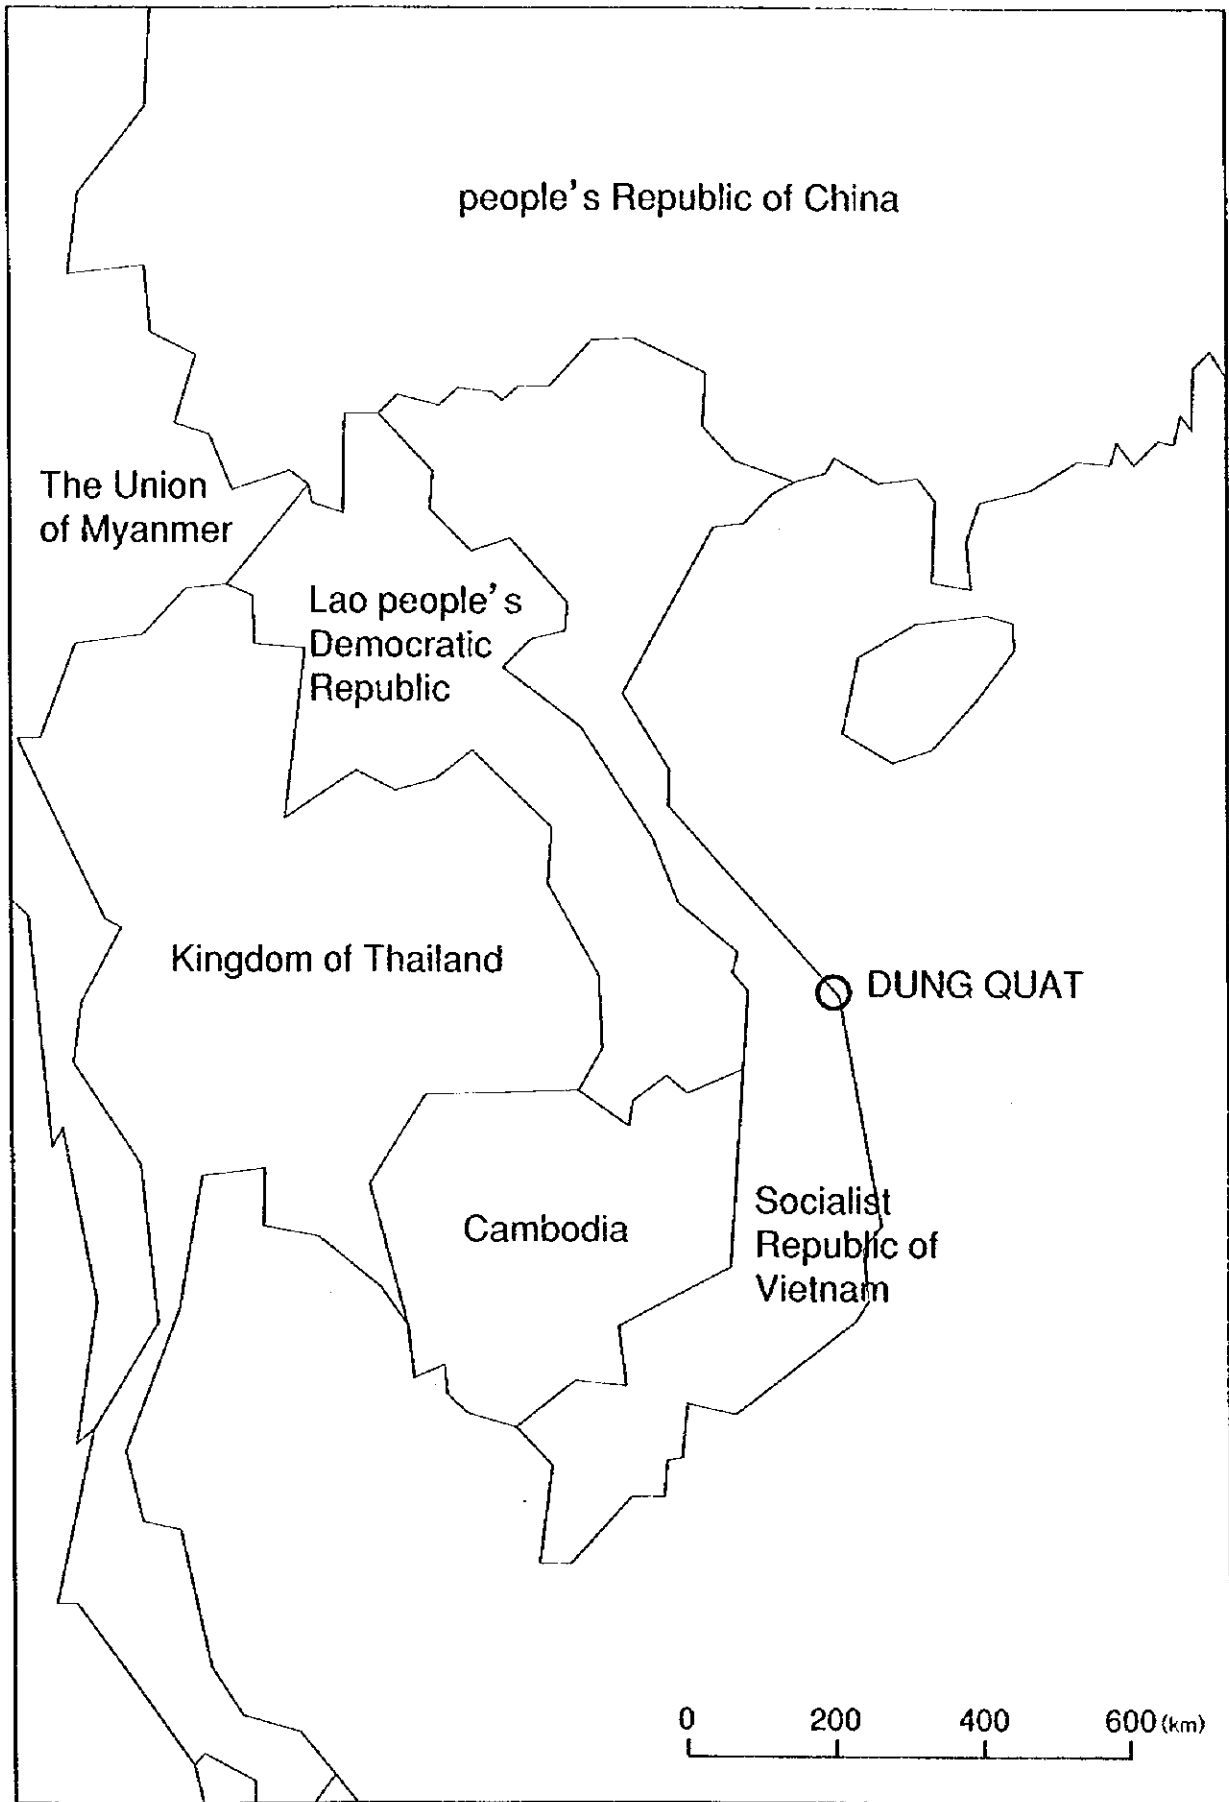 people's Republic of China
The Union
of Myanmer
Lao people's
Democratic
Republic
Kingdom of Thailand
DUNG QUAT
Cambodia
Socialist
Republic of
Vietnam
0 200 400 600 (km)